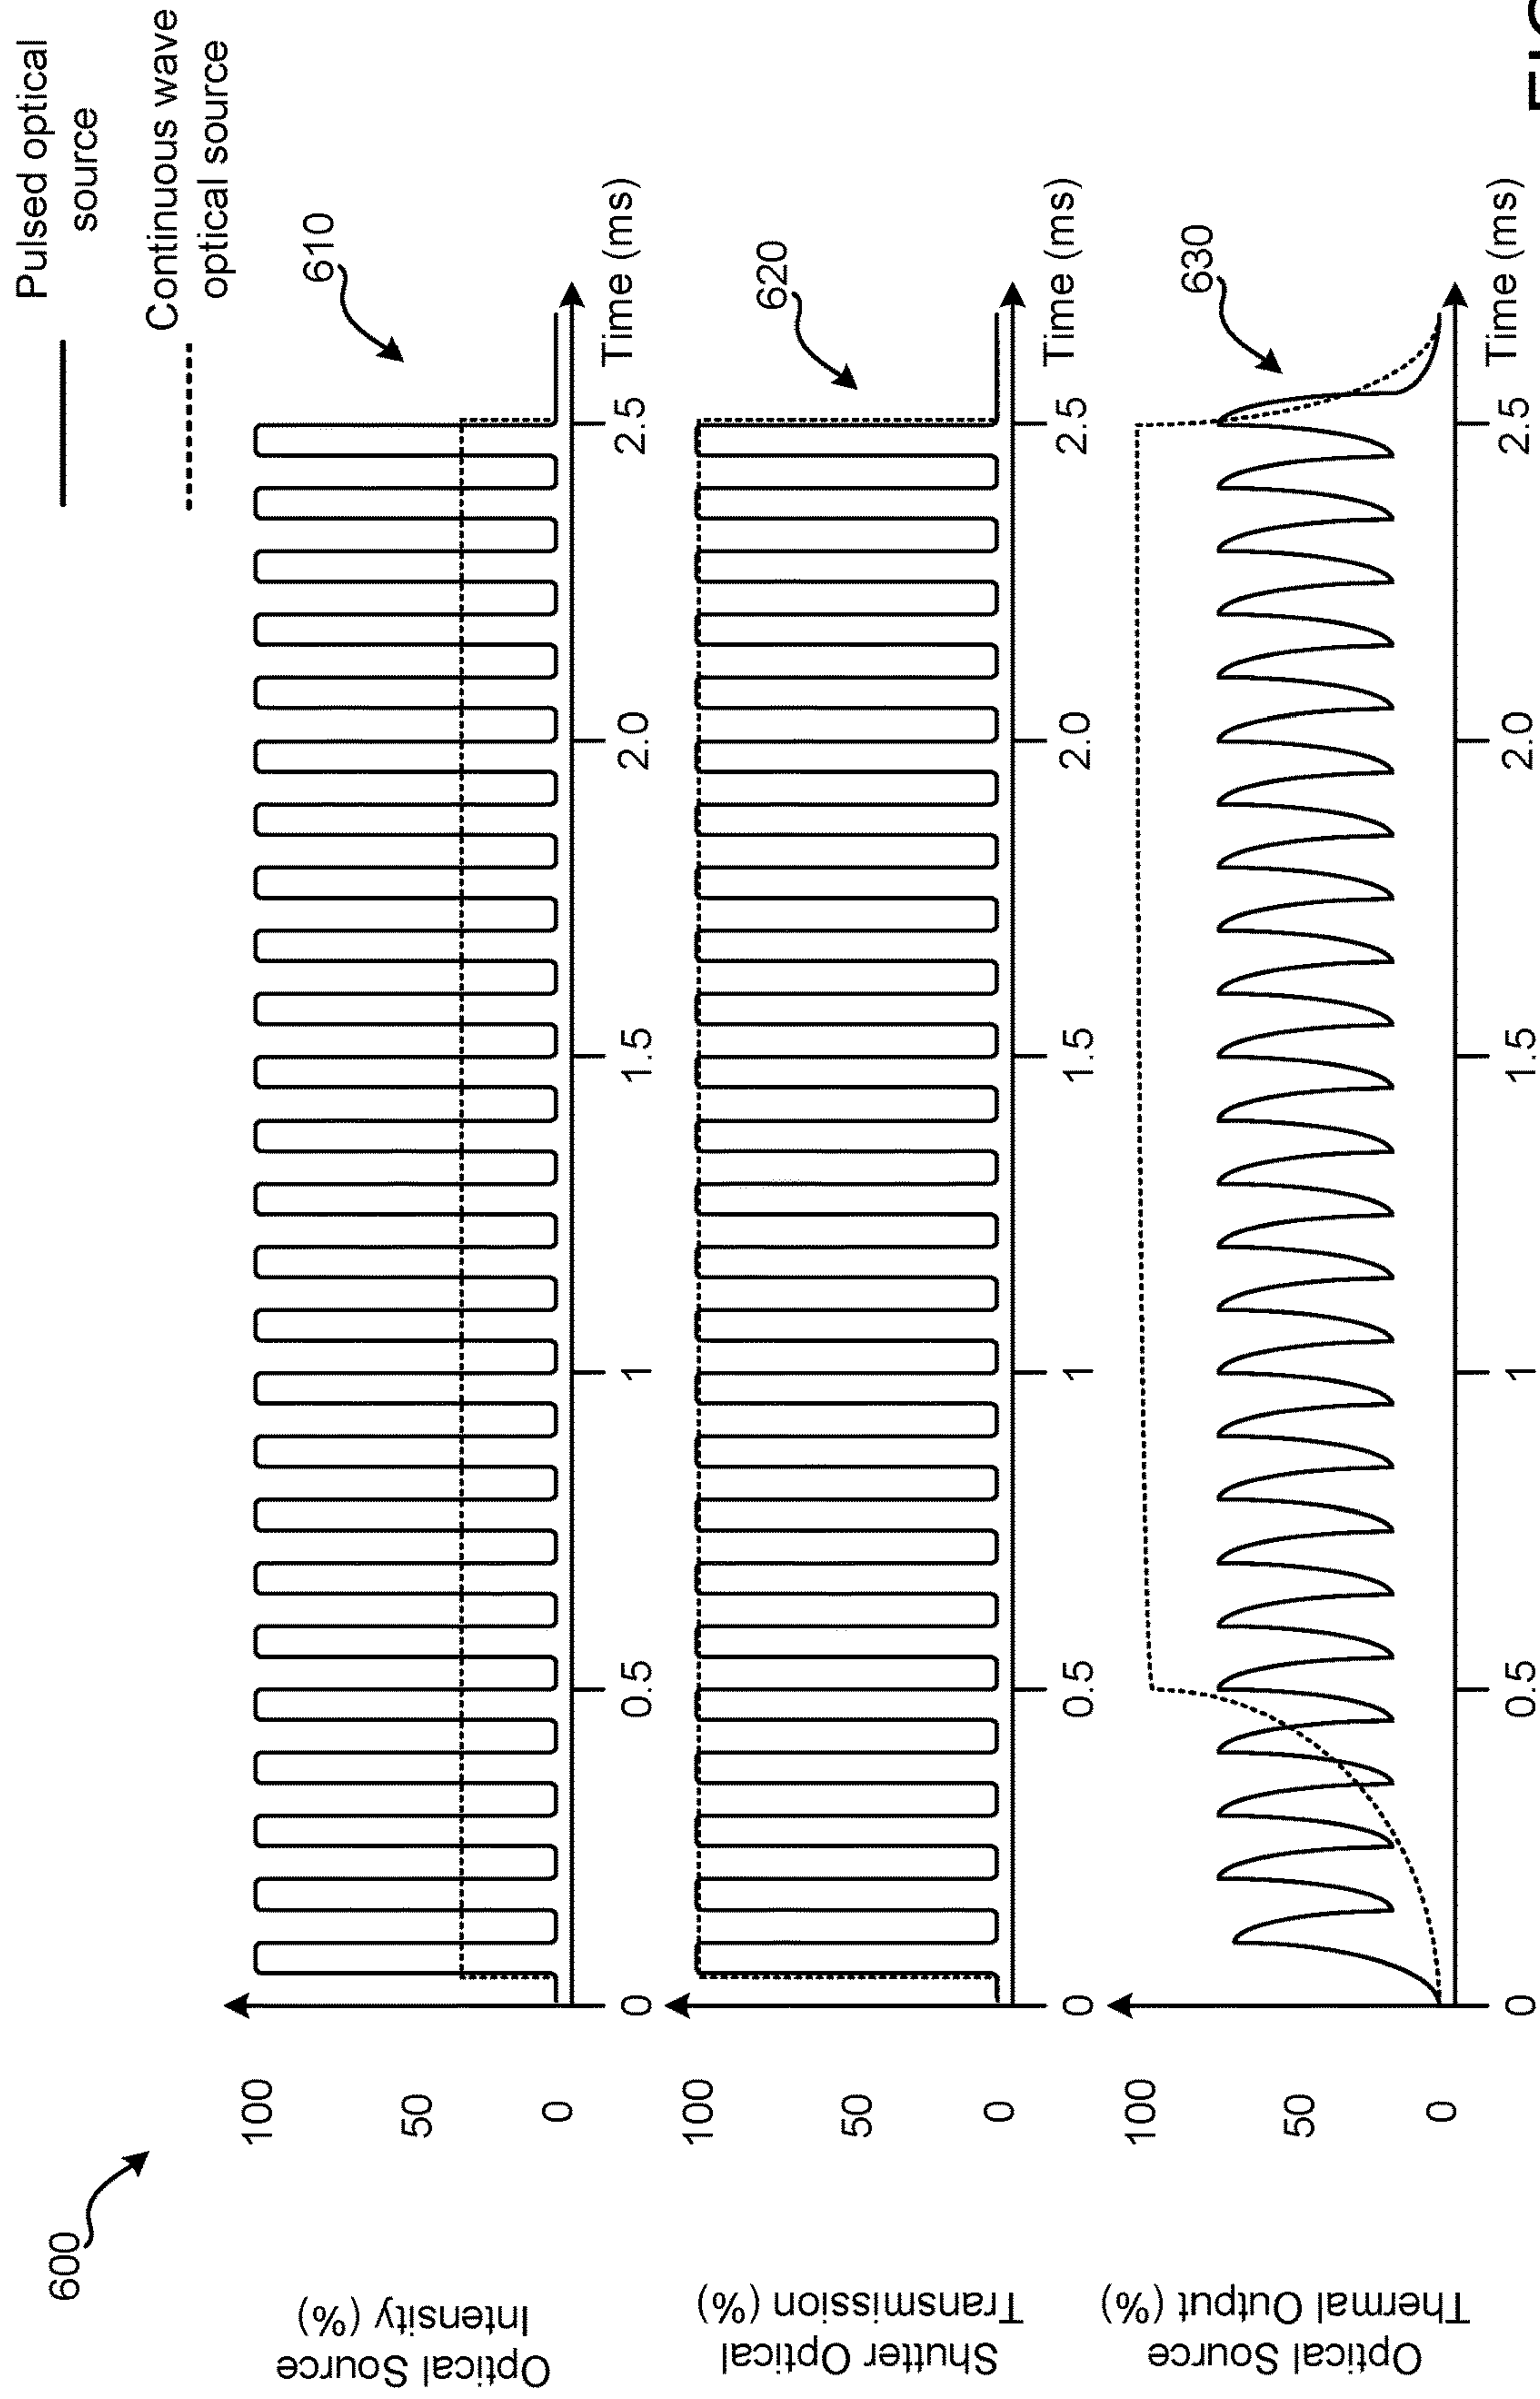 600
Pulsed optical
source
Continuous wave
optical source
610
Optical Source
Intensity (%)
100
50
0
0
0.5
1
1.5
2.0
2.5
Time (ms)
620
Shutter Optical
Transmission (%)
100
50
0
0
0.5
1
1.5
2.0
2.5
Time (ms)
630
Optical Source
Thermal Output (%)
100
50
0
0
0.5
1
1.5
2.0
2.5
Time (ms)